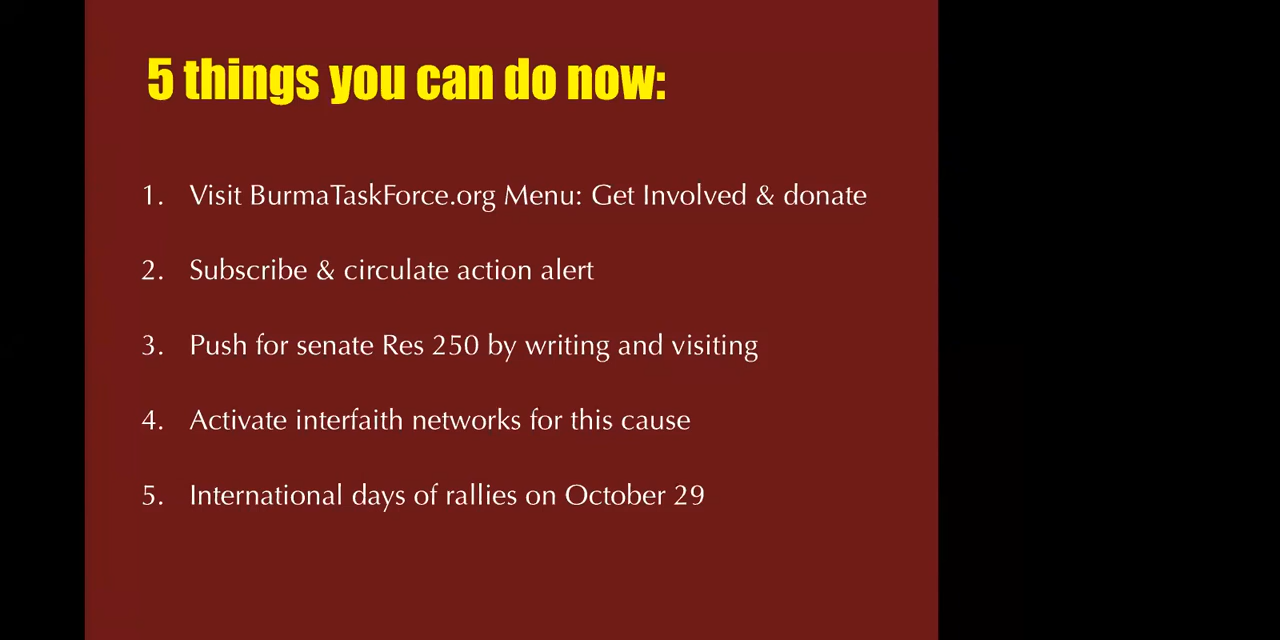 5 things you can do now:
1. Visit BurmaTaskForce.org Menu: Get Involved & donate
2. Subscribe & circulate action alert
3. Push for senate Res 250 by writing and visiting
4. Activate interfaith networks for this cause
5. International days of rallies on October 29